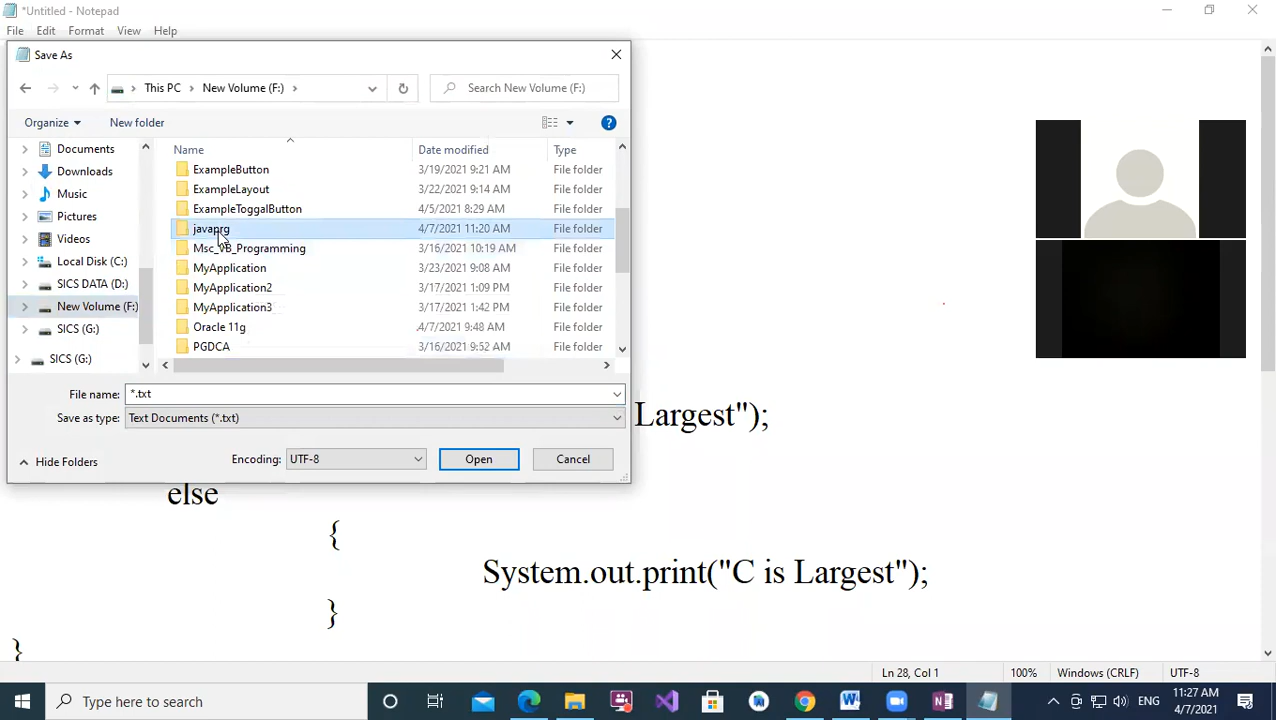 *Untitled - Notepad
File Edit Format View Help
Save As
This PC New Volume (F:)
Search New Volume (F:)
Organize New folder
Name Date modified Type
Documents
Downloads
Music
Pictures
Videos
Local Disk (C:)
SICS DATA (D:)
New Volume (F:)
SICS (G:)
SICS (G:)
ExampleButton 3/19/2021 9:21 AM File folder
ExampleLayout 3/22/2021 9:14 AM File folder
ExampleToggalButton 4/5/2021 8:29 AM File folder
javaprg 4/7/2021 11:20 AM File folder
Msc_VB_Programming 3/16/2021 10:19 AM File folder
MyApplication 3/23/2021 9:08 AM File folder
MyApplication2 3/17/2021 1:09 PM File folder
MyApplication3 3/17/2021 1:42 PM File folder
Oracle 11g 4/7/2021 9:48 AM File folder
PGDCA 3/16/2021 9:52 AM File folder
File name: *.txt
Save as type: Text Documents (*.txt)
Hide Folders Encoding: UTF-8 Open Cancel
Largest");
else
{
System.out.print("C is Largest");
}
}
Ln 28, Col 1 100% Windows (CRLF) UTF-8
Type here to search
ENG
11:27 AM
4/7/2021